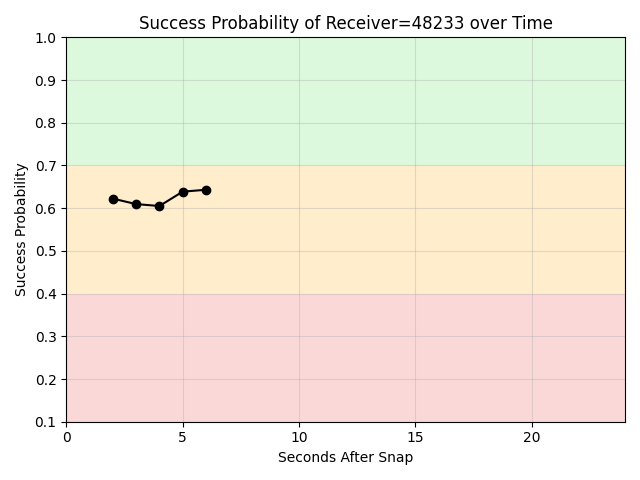 Success Probability of Receiver=48233 over Time
1.0
0.9
0.8
0.7
0.6
0.5
0.4
0.3
0.2
0.1
Success Probability
0 5 10 15 20
Seconds After Snap